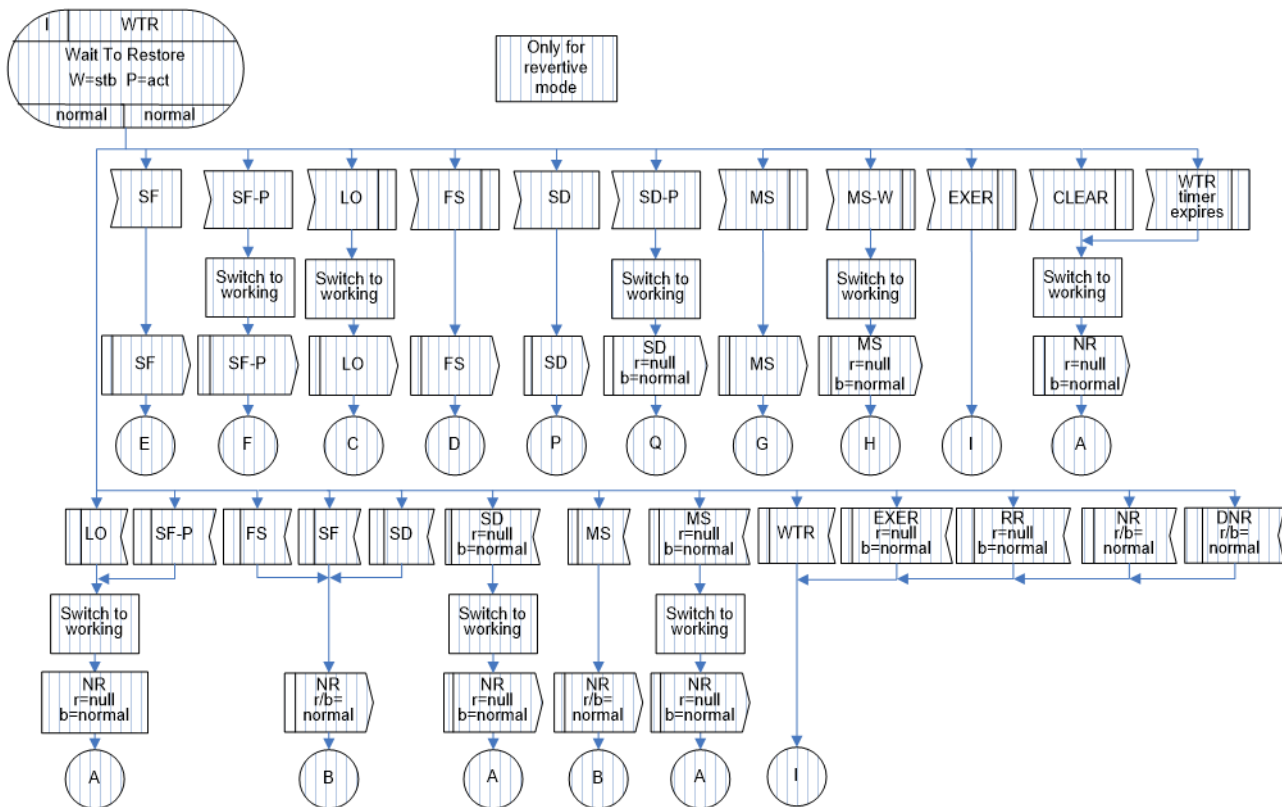 I WTR
Wait To Restore
W=stb P=act
normal normal
Only for
revertive
mode
SF
SF-P
LO
FS
SD
SD-P
MS
MS-W
EXER
CLEAR
WTR
timer
expires
Switch to
working
Switch to
working
Switch to
working
Switch to
working
Switch to
working
SF
SF-P
LO
FS
SD
SD
r=null
b=normal
MS
MS
r=null
b=normal
NR
r=null
b=normal
E
F
C
D
P
Q
G
H
I
A
LO
SF-P
FS
SF
SD
SD
r=null
b=normal
MS
MS
r=null
b=normal
WTR
EXER
r=null
b=normal
RR
r=null
b=normal
NR
r/b=
normal
DNR
r/b=
normal
Switch to
working
Switch to
working
Switch to
working
NR
r=null
b=normal
NR
r/b=
normal
NR
r=null
b=normal
NR
r/b=
normal
NR
r=null
b=normal
A
B
A
B
A
I